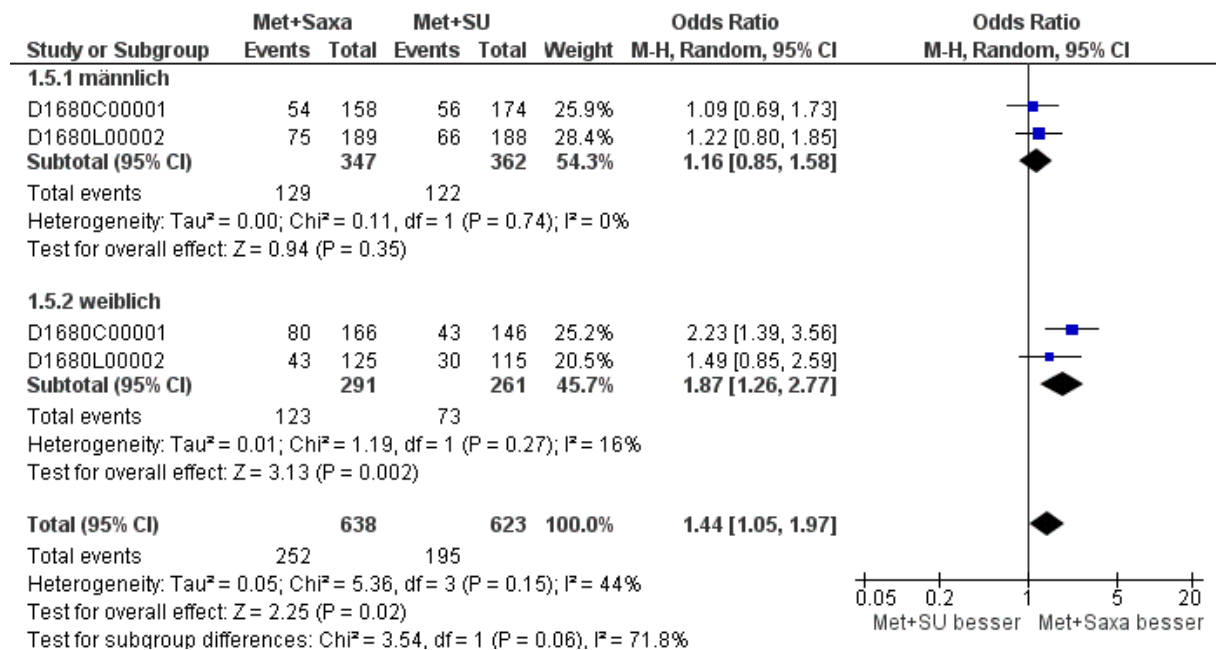 Met+Saxa Met+SU Odds Ratio Odds Ratio
Study or Subgroup Events Total Events Total Weight M-H, Random, 95% CI M-H, Random, 95% CI
1.5.1 männlich
D1680C00001 54 158 56 174 25.9% 1.09 [0.69, 1.73]
D1680L00002 75 189 66 188 28.4% 1.22 [0.80, 1.85]
Subtotal (95% CI) 347 362 54.3% 1.16 [0.85, 1.58]
Total events 129 122
Heterogeneity: Tau² = 0.00; Chi² = 0.11, df = 1 (P = 0.74); I² = 0%
Test for overall effect: Z = 0.94 (P = 0.35)
1.5.2 weiblich
D1680C00001 80 166 43 146 25.2% 2.23 [1.39, 3.56]
D1680L00002 43 125 30 115 20.5% 1.49 [0.85, 2.59]
Subtotal (95% CI) 291 261 45.7% 1.87 [1.26, 2.77]
Total events 123 73
Heterogeneity: Tau² = 0.01; Chi² = 1.19, df = 1 (P = 0.27); I² = 16%
Test for overall effect: Z = 3.13 (P = 0.002)
Total (95% CI) 638 623 100.0% 1.44 [1.05, 1.97]
Total events 252 195
Heterogeneity: Tau² = 0.05; Chi² = 5.36, df = 3 (P = 0.15); I² = 44%
Test for overall effect: Z = 2.25 (P = 0.02)
Test for subgroup differences: Chi² = 3.54, df = 1 (P = 0.06), I² = 71.8%
0.05 0.2 1 5 20
Met+SU besser Met+Saxa besser